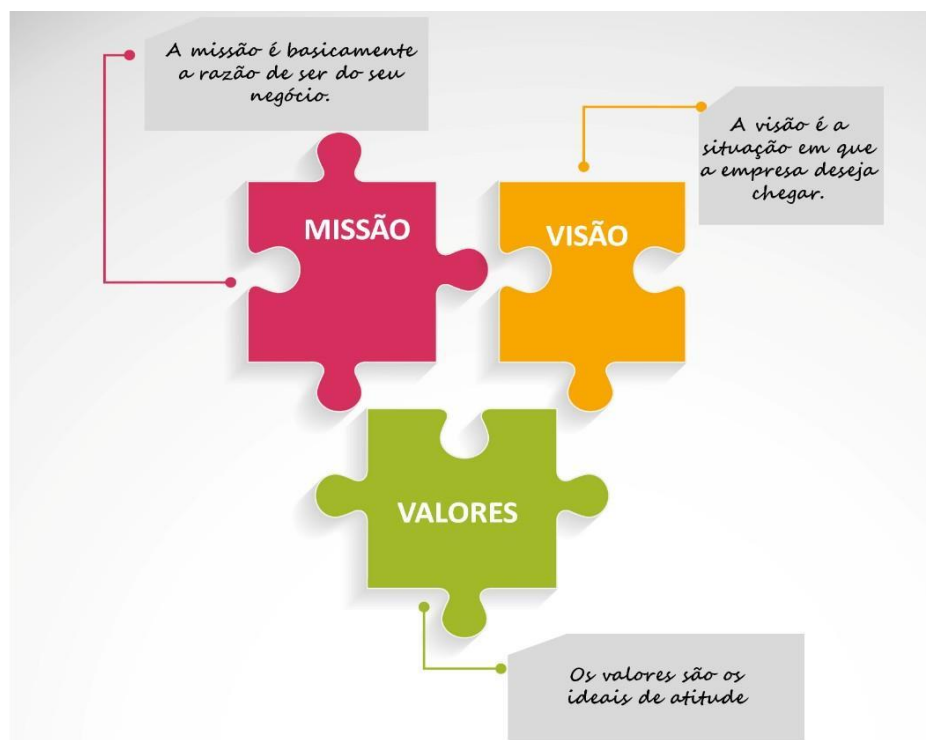 A missão é basicamente
a razão de ser do seu
negócio.
A visão é a
situação em que
a empresa deseja
chegar.
MISSÃO
VISÃO
VALORES
Os valores são os
ideais de atitude